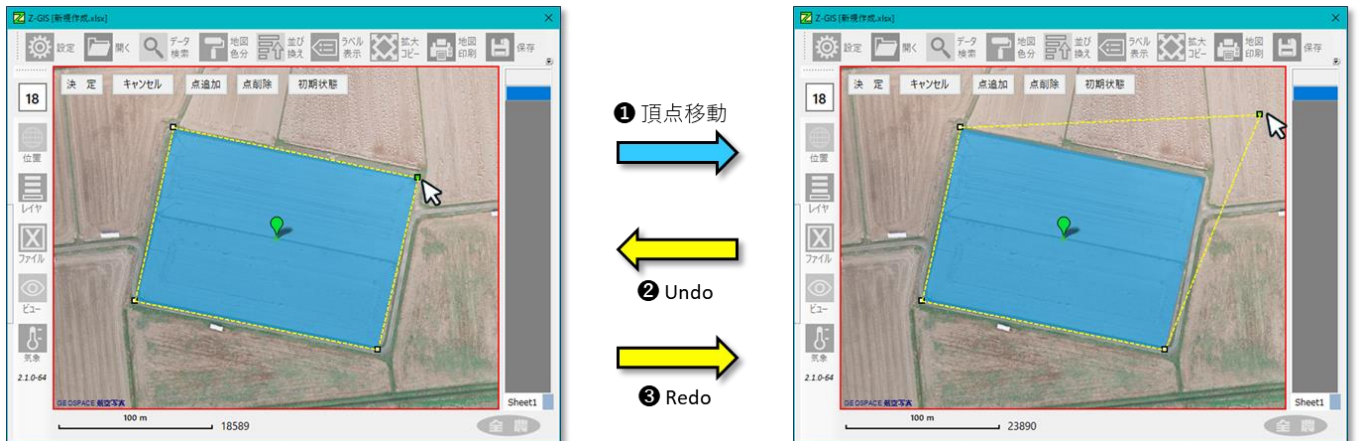 Z-GIS [新規作成.xlsx]
設定
開く
データ
検索
地図
色分
並び
換え
ラベル
表示
拡大
コピー
地図
印刷
保存
18
決 定
キャンセル
点追加
点削除
初期状態
位置
レイヤ
ファイル
ビュー
気象
2.1.0-64
GEOSPACE 航空写真
Sheet1
100 m
18589
全 農
❶ 頂点移動
❷ Undo
❸ Redo
Z-GIS [新規作成.xlsx]
設定
開く
データ
検索
地図
色分
並び
換え
ラベル
表示
拡大
コピー
地図
印刷
保存
18
決 定
キャンセル
点追加
点削除
初期状態
位置
レイヤ
ファイル
ビュー
気象
2.1.0-64
GEOSPACE 航空写真
Sheet1
100 m
23890
全 農